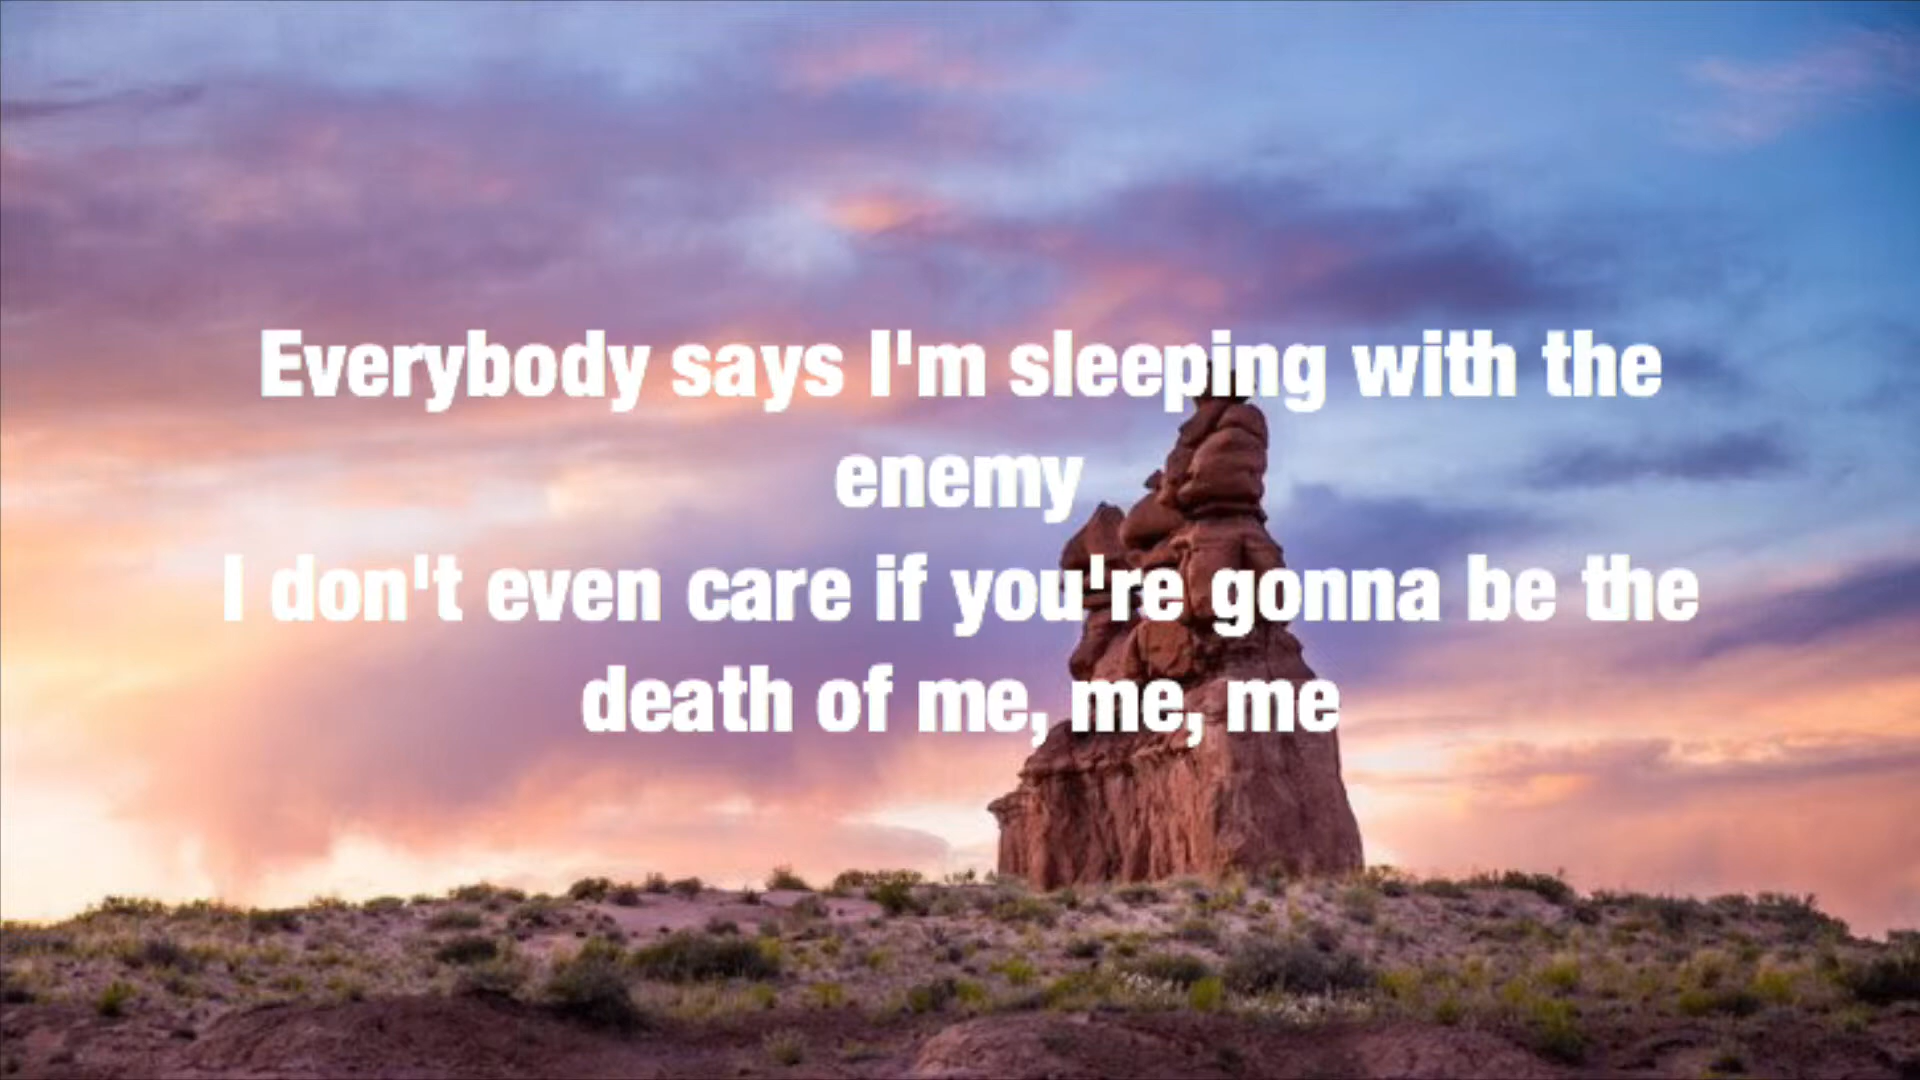 Everybody says I'm sleeping with the
enemy
I don't even care if you're gonna be the
death of me, me, me